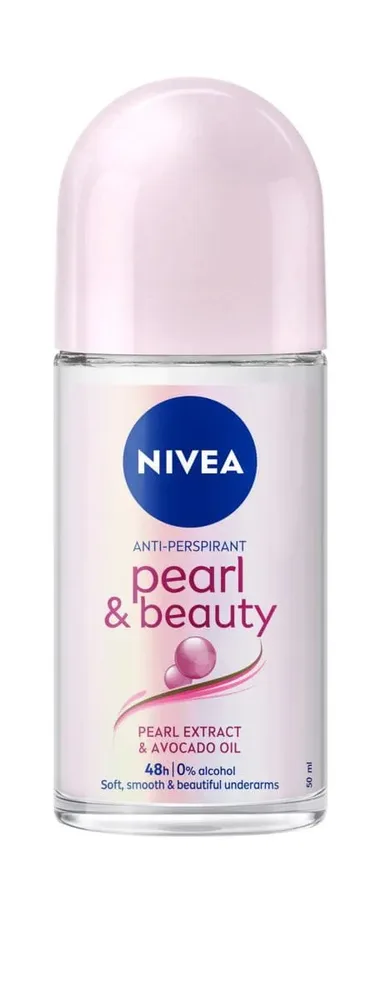 NIVEA
ANTI-PERSPIRANT
pearl
& beauty
PEARL EXTRACT
& AVOCADO OIL
48h | 0% alcohol
Soft, smooth & beautiful underarms
50 ml